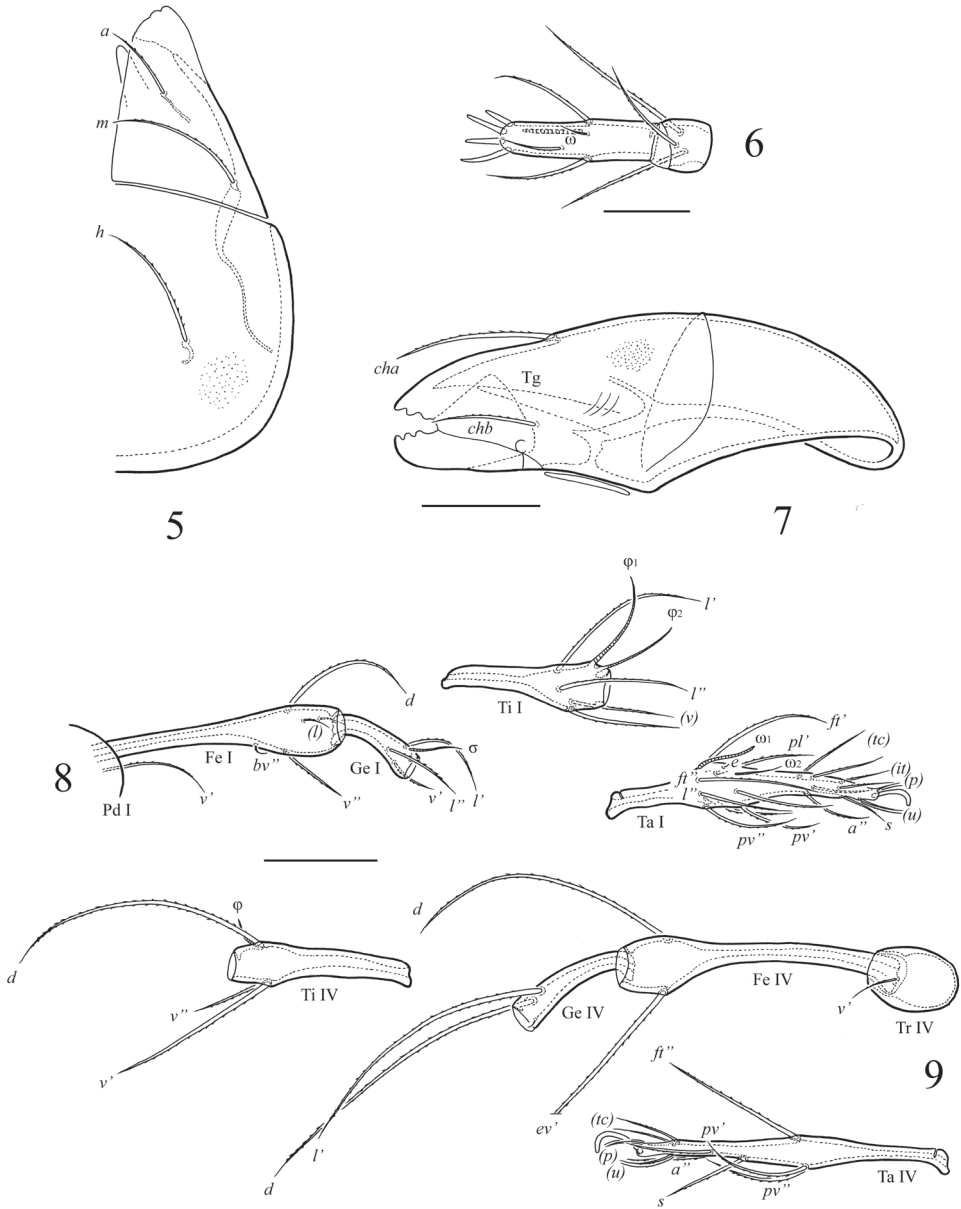 a
m
h
5
ω
6
cha
Tg
chb
7
φ1
l'
φ2
l''
(v)
Ti I
d
(l)
σ
Fe I
bv''
Ge I
8
Pd I
v'
v''
v'
l''
l'
ft'
ω1
pl'
(tc)
e
ω2
ft''
(it)
(p)
l''
Ta I
a''
s
(u)
pv''
pv'
d
φ
Ti IV
v''
v'
d
Fe IV
Ge IV
v'
Tr IV
ev'
l'
d
9
ft''
(tc)
pv'
(p)
(u)
a''
s
pv''
Ta IV